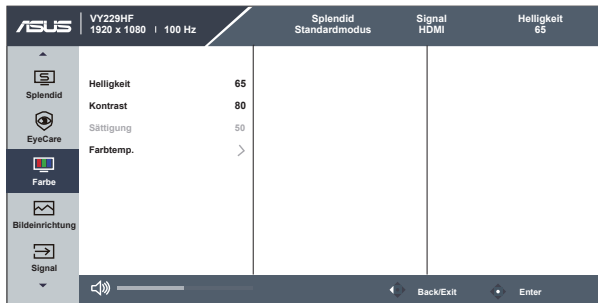 ASUS
VY229HF
1920 x 1080 | 100 Hz
Splendid
Standardmodus
Signal
HDMI
Helligkeit
65
Splendid
EyeCare
Farbe
Bildeinrichtung
Signal
Helligkeit 65
Kontrast 80
Sättigung 50
Farbtemp.
Back/Exit
Enter